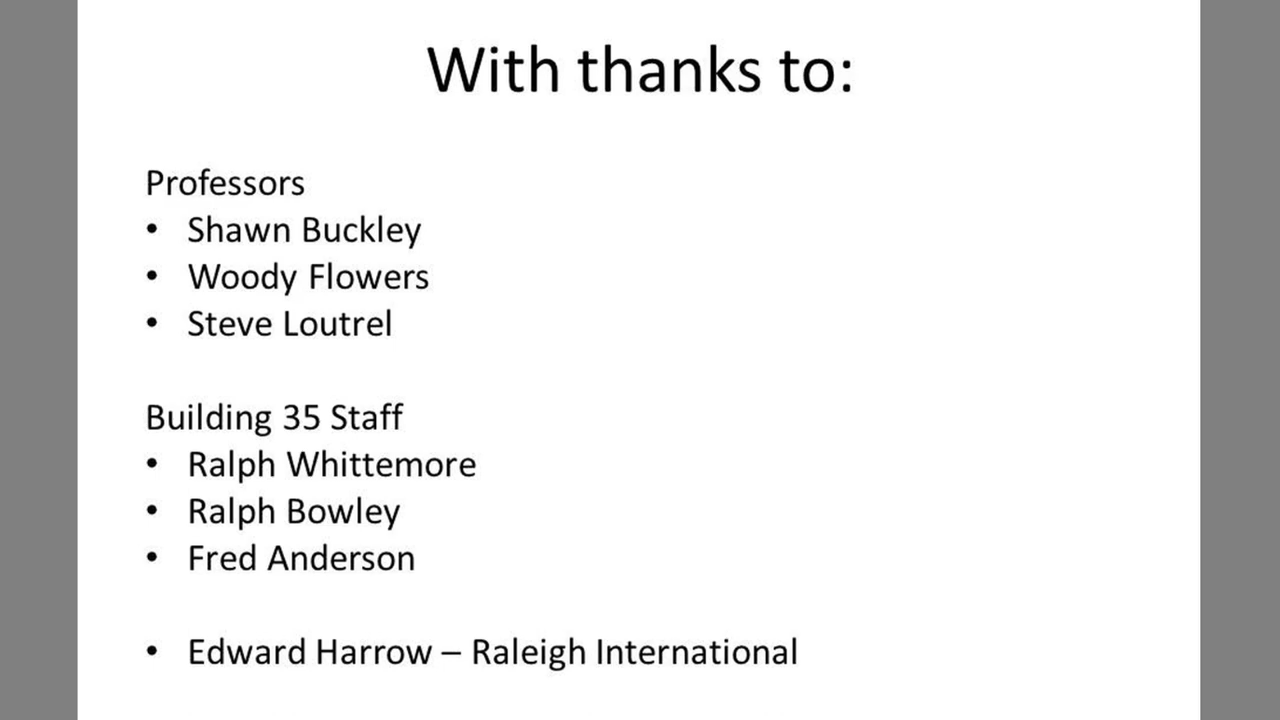 With thanks to:
Professors
• Shawn Buckley
• Woody Flowers
• Steve Loutrel
Building 35 Staff
• Ralph Whittemore
• Ralph Bowley
• Fred Anderson
• Edward Harrow – Raleigh International